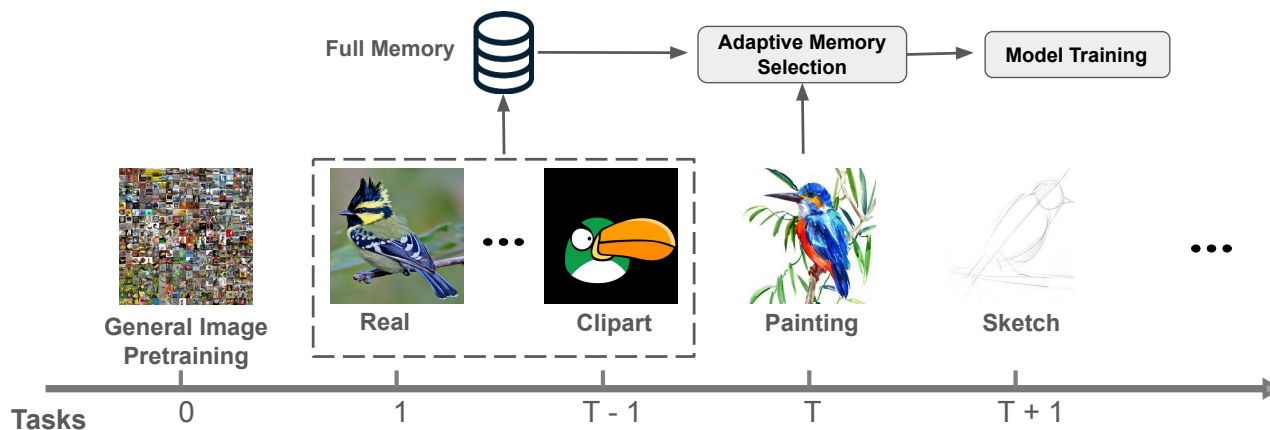 Full Memory
Adaptive Memory
Selection
Model Training
General Image
Pretraining
Real
Clipart
Painting
Sketch
Tasks
0
1
T - 1
T
T + 1